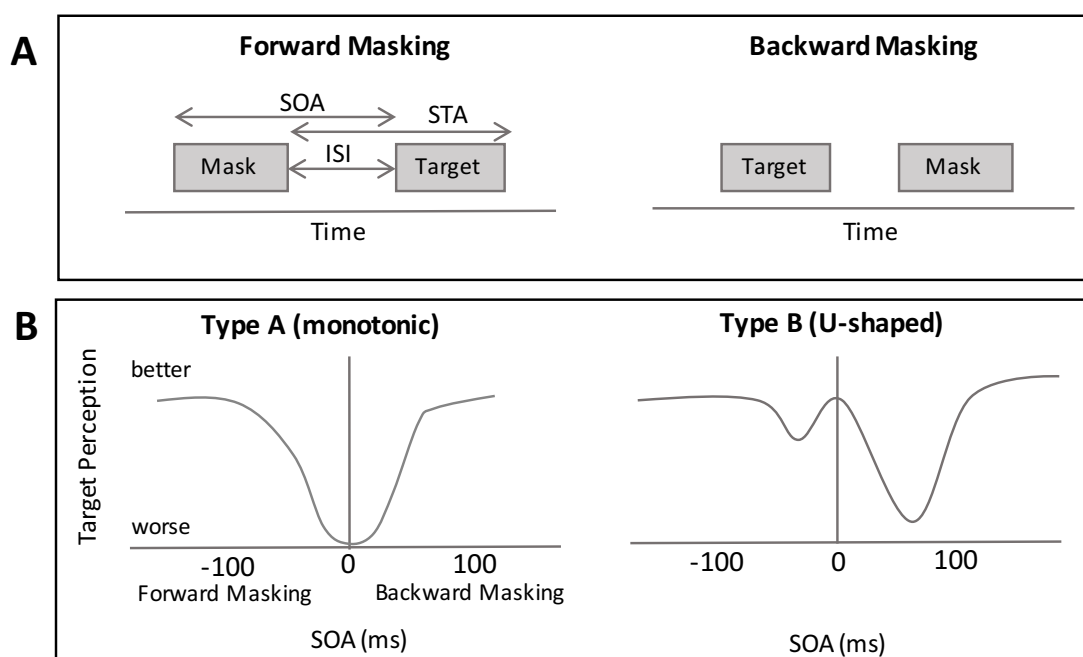 A
Forward Masking
Backward Masking
SOA
STA
ISI
Mask
Target
Target
Mask
Time
Time
B
Type A (monotonic)
Type B (U-shaped)
Target Perception
better
worse
-100
0
100
-100
0
100
Forward Masking
Backward Masking
SOA (ms)
SOA (ms)